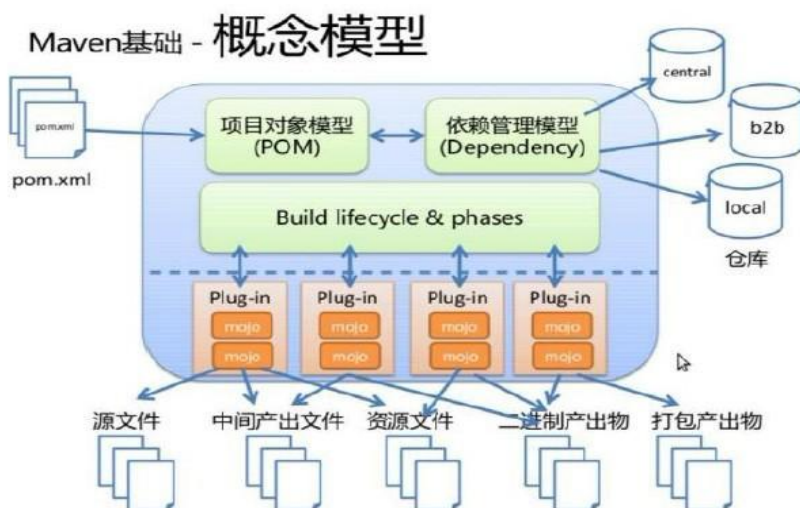 Maven基础 - 概念模型
central
pom.xml
b2b
项目对象模型
(POM)
依赖管理模型
(Dependency)
pom.xml
Build lifecycle & phases
local
仓库
Plug-in
mojo
mojo
Plug-in
mojo
mojo
Plug-in
mojo
mojo
Plug-in
mojo
mojo
源文件
中间产出文件
资源文件
二进制产出物
打包产出物